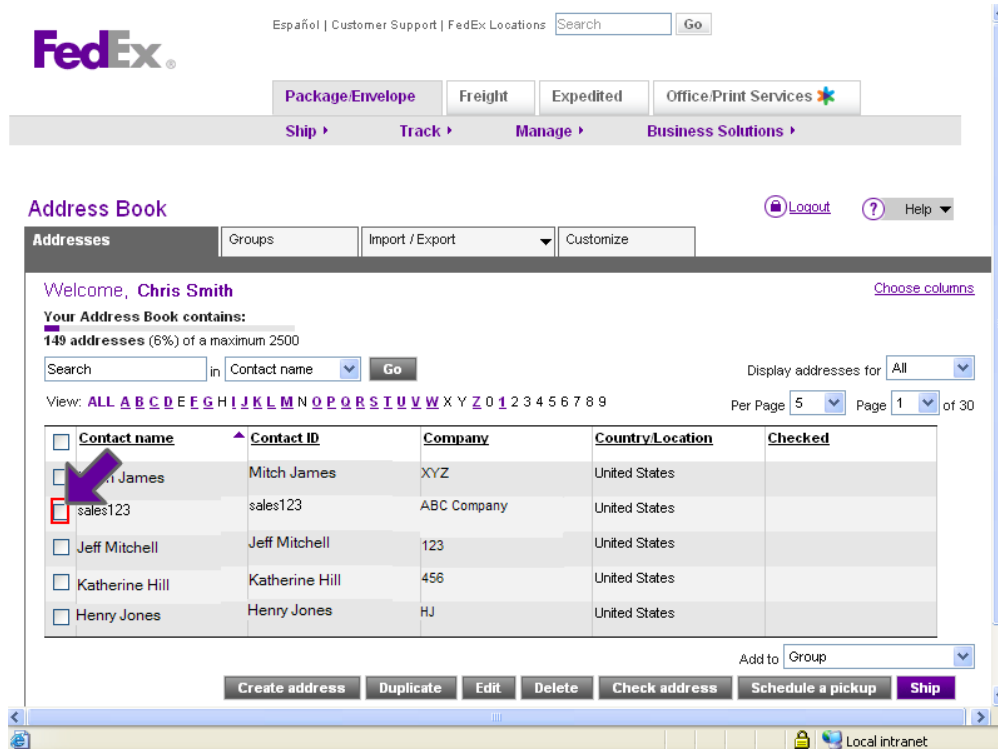 Español | Customer Support | FedEx Locations Search Go
FedEx®
Package/Envelope Freight Expedited Office/Print Services
Ship Track Manage Business Solutions
Address Book Logout ? Help
Addresses Groups Import / Export Customize
Welcome, Chris Smith Choose columns
Your Address Book contains:
149 addresses (6%) of a maximum 2500
Search in Contact name Go Display addresses for All
View: ALL A B C D E F G H I J K L M N O P Q R S T U V W X Y Z 0 1 2 3 4 5 6 7 8 9 Per Page 5 Page 1 of 30
Contact name Contact ID Company Country/Location Checked
James Mitch James XYZ United States
sales123 sales123 ABC Company United States
Jeff Mitchell Jeff Mitchell 123 United States
Katherine Hill Katherine Hill 456 United States
Henry Jones Henry Jones HJ United States
Add to Group
Create address Duplicate Edit Delete Check address Schedule a pickup Ship
Local intranet